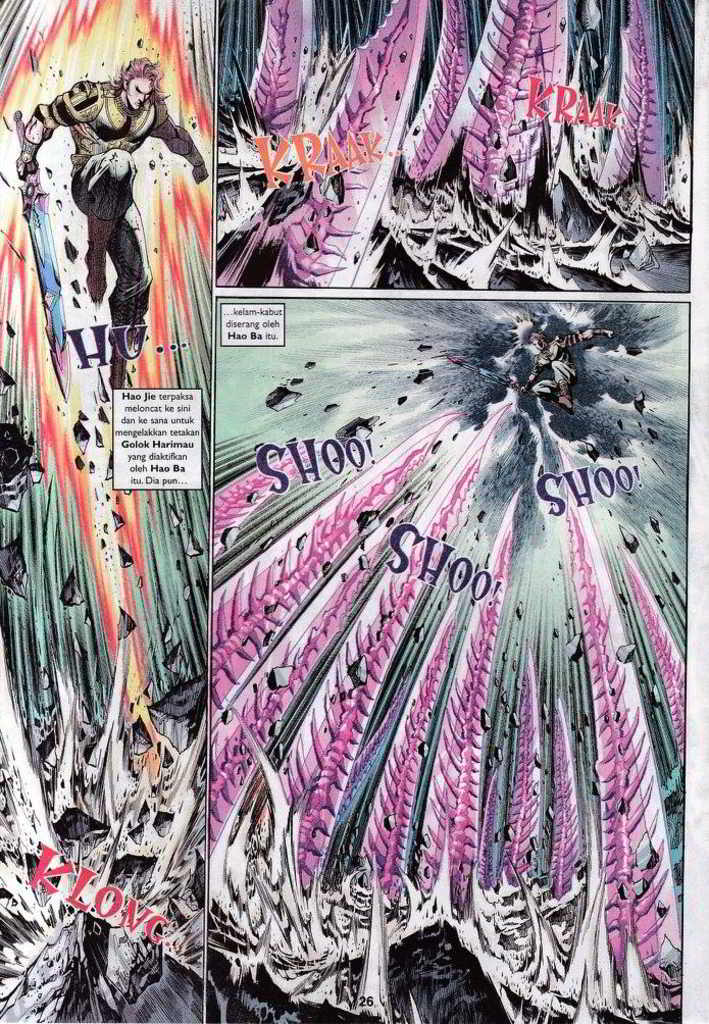 HU...
Hao Jie terpaksa
meloncat ke sini
dan ke sana untuk
mengelakkan tetakan
Golok Harimau
yang diaktifkan
oleh Hao Ba
itu. Dia pun...
KLONG...
KRAAK...
KRAAK...
...kelam-kabut
diserang oleh
Hao Ba itu.
SHOO!
SHOO!
SHOO!
26